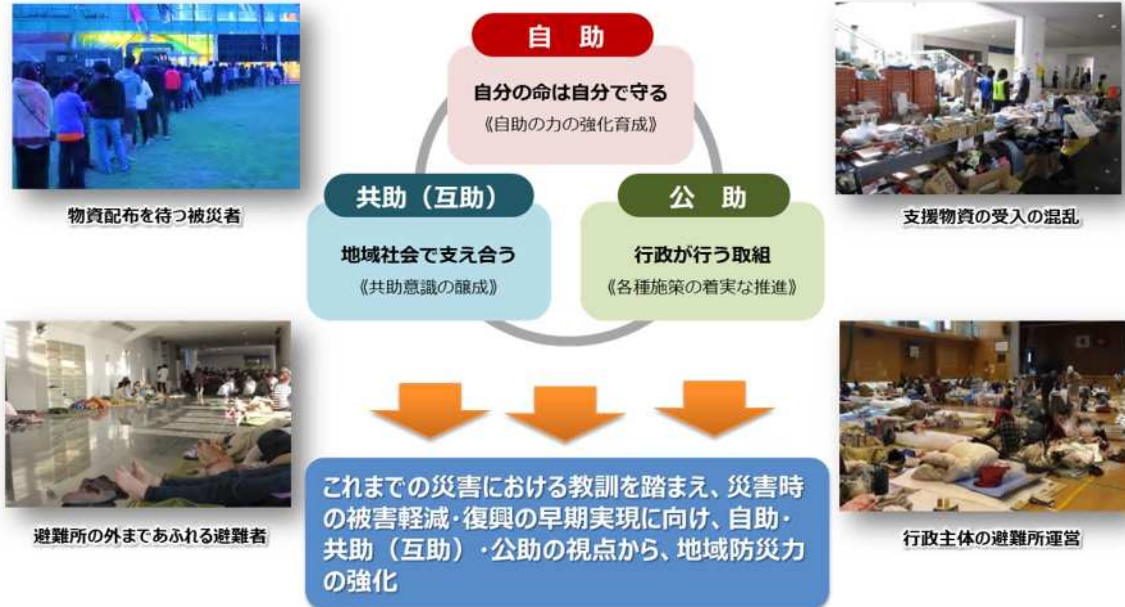 自 助
自分の命は自分で守る
《自助の力の強化育成》
物資配布を待つ被災者
支援物資の受入の混乱
共助（互助）
地域社会で支え合う
《共助意識の醸成》
公 助
行政が行う取組
《各種施策の着実な推進》
避難所の外まであふれる避難者
行政主体の避難所運営
これまでの災害における教訓を踏まえ、災害時
の被害軽減・復興の早期実現に向け、自助・
共助（互助）・公助の視点から、地域防災力
の強化